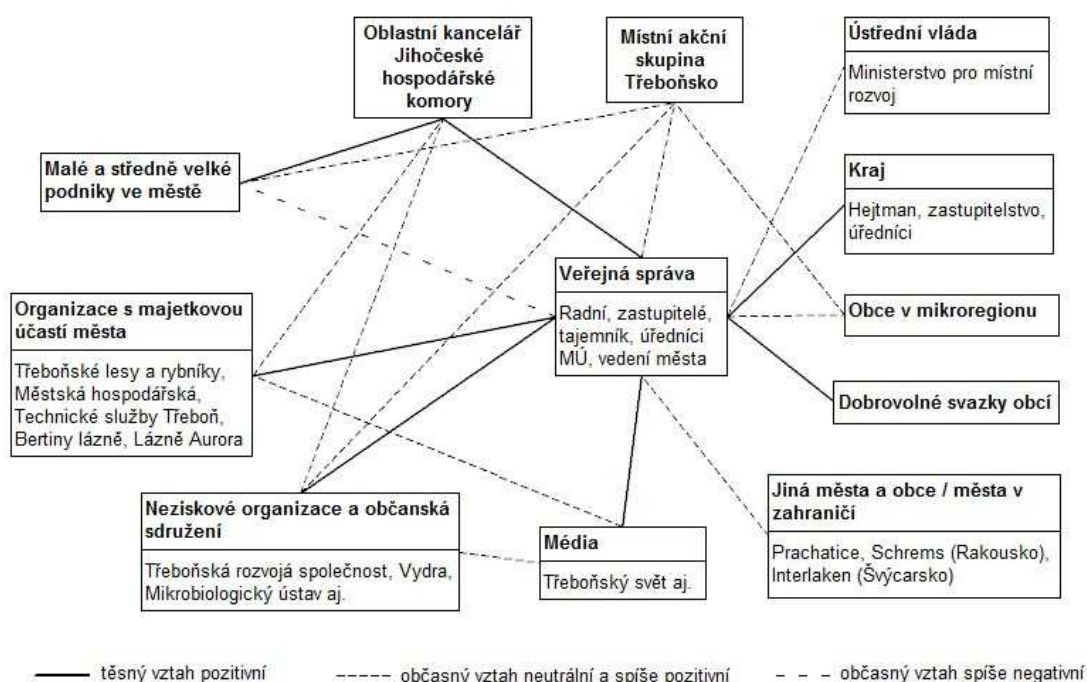 Oblastní kancelář
Jihočeské
hospodářské
komory
Místní akční
skupina
Třeboňsko
Ústřední vláda
Ministerstvo pro místní
rozvoj
Malé a středně velké
podniky ve městě
Kraj
Hejtman, zastupitelstvo,
úředníci
Veřejná správa
Radní, zastupitelé,
tajemník, úředníci
MÚ, vedení města
Organizace s majetkovou
účastí města
Třeboňské lesy a rybníky,
Městská hospodářská,
Technické služby Třeboň,
Bertiny lázně, Lázně Aurora
Obce v mikroregionu
Dobrovolné svazky obcí
Neziskové organizace a občanská
sdružení
Třeboňská rozvojá společnost, Vydra,
Mikrobiologický ústav aj.
Média
Třeboňský svět aj.
Jiná města a obce / města v
zahraničí
Prachatice, Schrems (Rakousko),
Interlaken (Švýcarsko)
těsný vztah pozitivní
občasný vztah neutrální a spíše pozitivní
občasný vztah spíše negativní